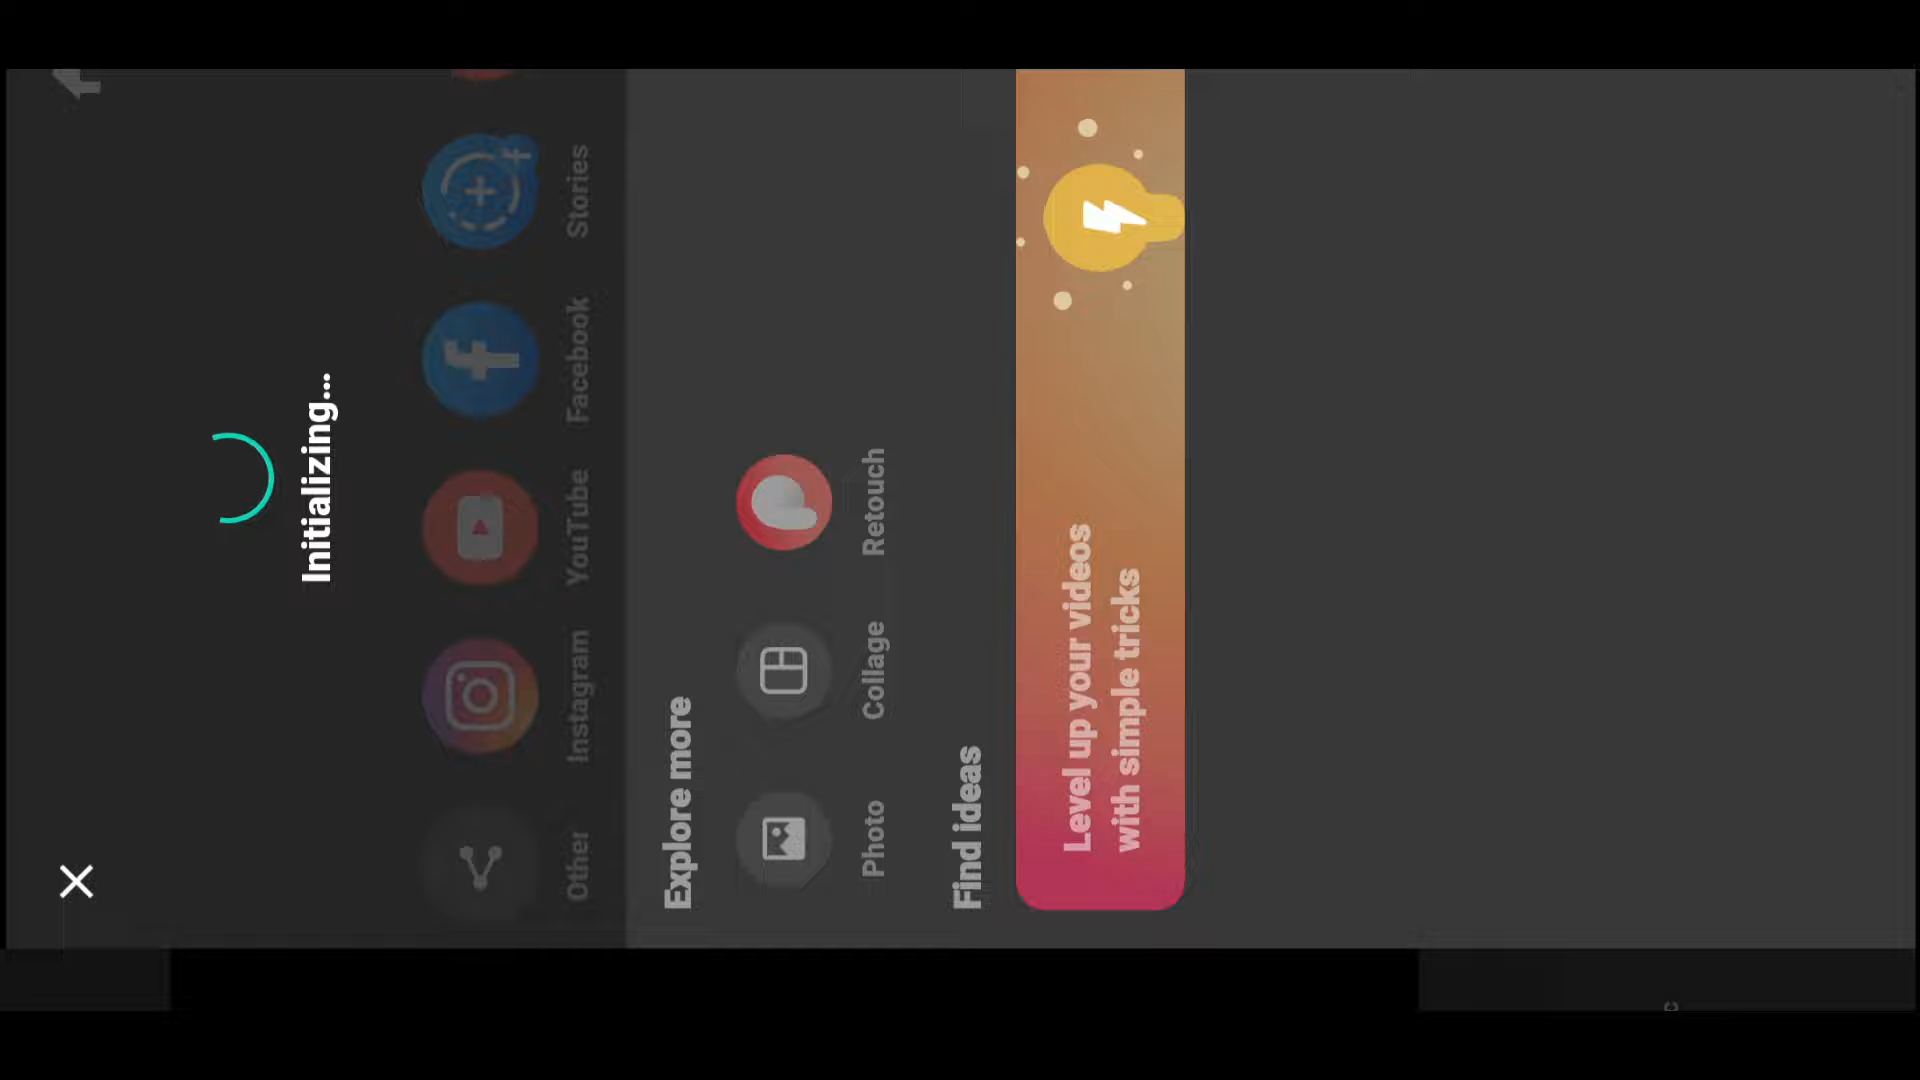 Initializing...
Other
Instagram
YouTube
Facebook
Stories
Explore more
Photo
Collage
Retouch
Find ideas
Level up your videos
with simple tricks